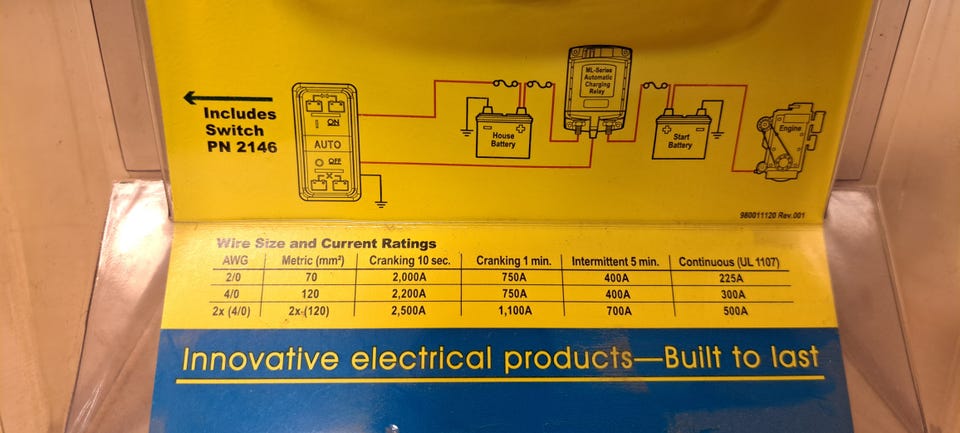 ML-Series
Automatic
Charging
Relay
Includes
Switch
PN 2146
ON
AUTO
OFF
House
Battery
Start
Battery
Engine
980011120 Rev.001
Wire Size and Current Ratings
AWG Metric (mm²) Cranking 10 sec. Cranking 1 min. Intermittent 5 min. Continuous (UL 1107)
2/0 70 2,000A 750A 400A 225A
4/0 120 2,200A 750A 400A 300A
2x (4/0) 2x (120) 2,500A 1,100A 700A 500A
Innovative electrical products—Built to last